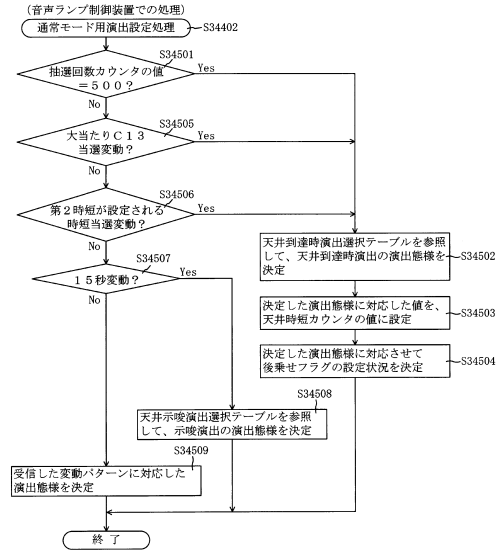 (音声ランプ制御装置での処理)
通常モード用演出設定処理
S34402
S34501
抽選回数カウンタの値
=500?
Yes
No
S34505
大当たりC13
当選変動?
Yes
No
S34506
第2時短が設定される
時短当選変動?
Yes
No
天井到達時演出選択テーブルを参照
して、天井到達時演出の演出態様を
決定
S34502
S34507
15秒変動?
Yes
No
決定した演出態様に対応した値を、
天井時短カウンタの値に設定
S34503
決定した演出態様に対応させて
後乗せフラグの設定状況を決定
S34504
S34508
天井示唆演出選択テーブルを参照
して、示唆演出の演出態様を決定
S34509
受信した変動パターンに対応した
演出態様を決定
終了